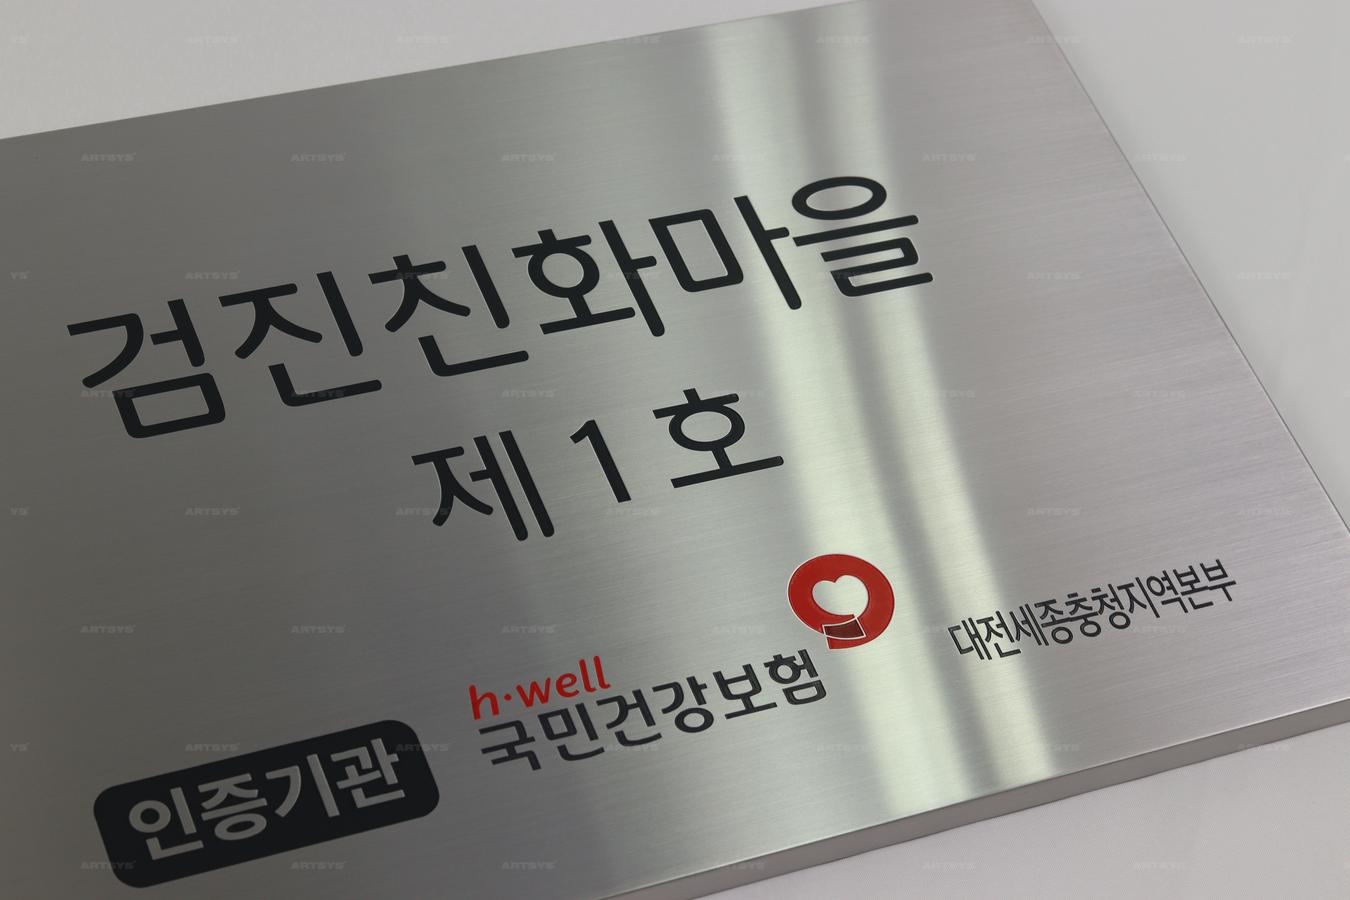 검진친화마을
제1호
인증기관
h·well
국민건강보험
대전세종충청지역본부
ARTSYS